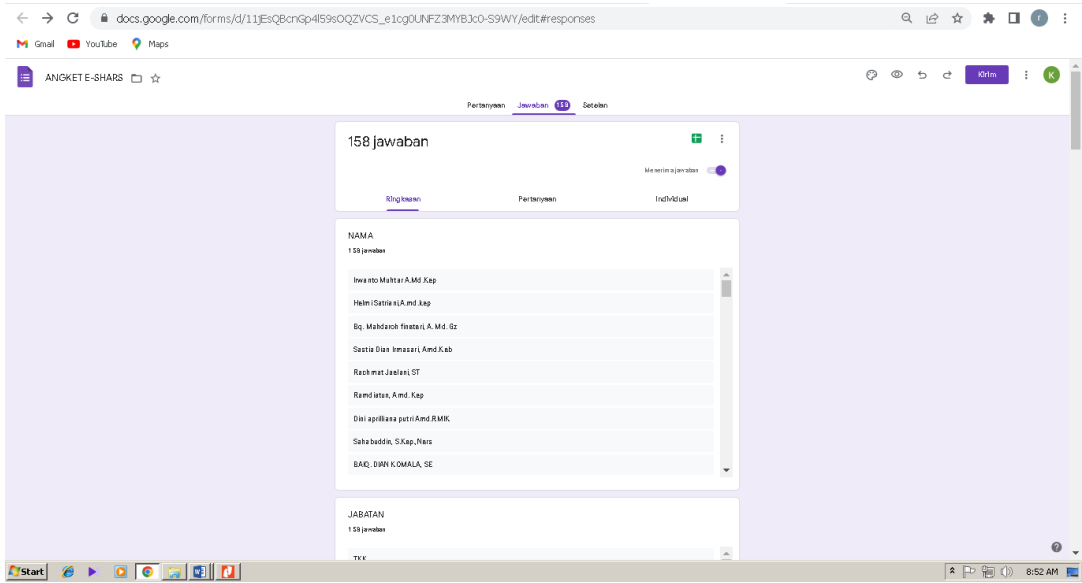 docs.google.com/forms/d/11jEsQBcnGp4l59sOQZVCS_e1cg0UNFZ3MYBJc0-S9WY/edit#responses
Gmail YouTube Maps
ANGKET E-SHARS
Kirim
K
Pertanyaan Jawaban 158 Setelan
158 jawaban
Menerima jawaban
Ringkasan Pertanyaan Individual
NAMA
158 jawaban
Irwanto Muhtar A.Md.Kep
Helmi Satriani,A.md.kep
Bq. Mahdaroh finatari, A. Md. Gz
Sastia Dian Irmasari, Amd.Keb
Rachmat Jaelani, ST
Ramdiatun, Amd. Kep
Dini aprilliana putri Amd.RMIK
Sahabuddin, S.Kep.,Ners
BAIQ. DIAN KOMALA, SE
JABATAN
158 jawaban
TKK
Start
8:52 AM